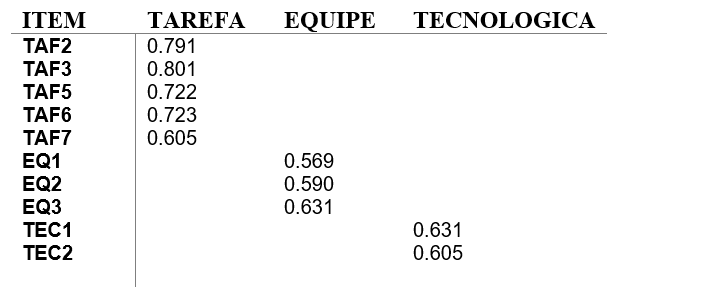 ITEM TAREFA EQUIPE TECNOLOGICA
TAF2 0.791
TAF3 0.801
TAF5 0.722
TAF6 0.723
TAF7 0.605
EQ1 0.569
EQ2 0.590
EQ3 0.631
TEC1 0.631
TEC2 0.605